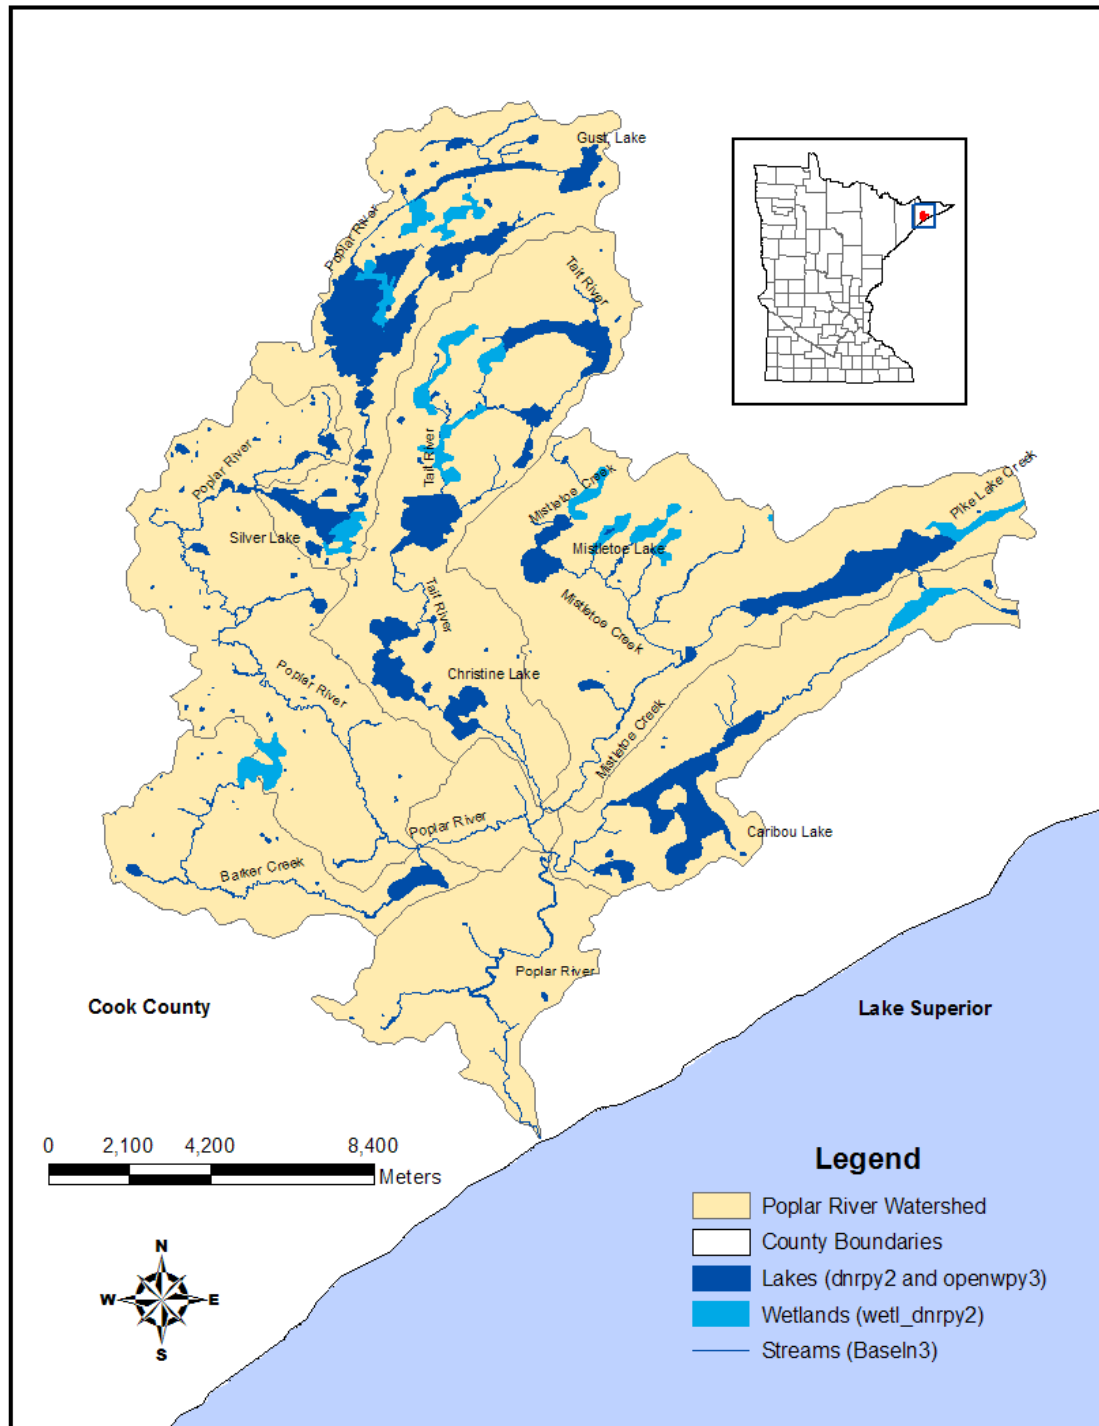 Gust Lake
Poplar River
Tait River
Poplar River
Tait River
Mistletoe Creek
Pike Lake Creek
Silver Lake
Mistletoe Lake
Tait River
Mistletoe Creek
Poplar River
Christine Lake
Mistletoe Creek
Poplar River
Caribou Lake
Barker Creek
Poplar River
Cook County
Lake Superior
0 2,100 4,200 8,400
Meters
N
W E
S
Legend
Poplar River Watershed
County Boundaries
Lakes (dnrpy2 and openwpy3)
Wetlands (wetl_dnrpy2)
Streams (Baseln3)